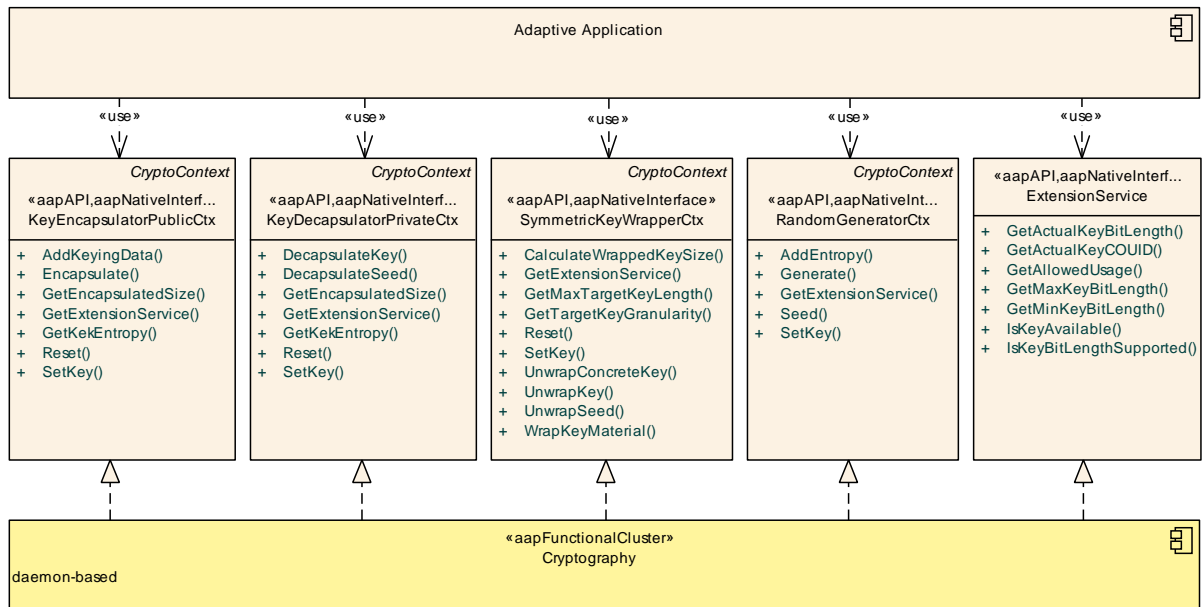 Adaptive Application
«use»
«use»
«use»
«use»
«use»
CryptoContext
«aapAPI,aapNativeInterf...
KeyEncapsulatorPublicCtx
+ AddKeyingData()
+ Encapsulate()
+ GetEncapsulatedSize()
+ GetExtensionService()
+ GetKekEntropy()
+ Reset()
+ SetKey()
CryptoContext
«aapAPI,aapNativeInterf...
KeyDecapsulatorPrivateCtx
+ DecapsulateKey()
+ DecapsulateSeed()
+ GetEncapsulatedSize()
+ GetExtensionService()
+ GetKekEntropy()
+ Reset()
+ SetKey()
CryptoContext
«aapAPI,aapNativeInterface»
SymmetricKeyWrapperCtx
+ CalculateWrappedKeySize()
+ GetExtensionService()
+ GetMaxTargetKeyLength()
+ GetTargetKeyGranularity()
+ Reset()
+ SetKey()
+ UnwrapConcreteKey()
+ UnwrapKey()
+ UnwrapSeed()
+ WrapKeyMaterial()
CryptoContext
«aapAPI,aapNativeInt...
RandomGeneratorCtx
+ AddEntropy()
+ Generate()
+ GetExtensionService()
+ Seed()
+ SetKey()
«aapAPI,aapNativeInterf...
ExtensionService
+ GetActualKeyBitLength()
+ GetActualKeyCOUID()
+ GetAllowedUsage()
+ GetMaxKeyBitLength()
+ GetMinKeyBitLength()
+ IsKeyAvailable()
+ IsKeyBitLengthSupported()
«aapFunctionalCluster»
Cryptography
daemon-based